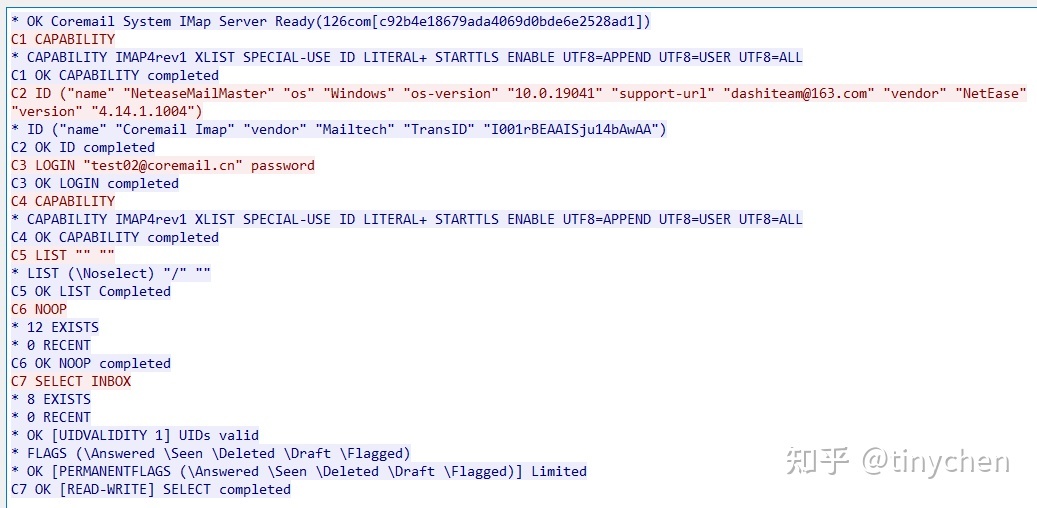 * OK Coremail System IMap Server Ready(126com[c92b4e18679ada4069d0bde6e2528ad1])
C1 CAPABILITY
* CAPABILITY IMAP4rev1 XLIST SPECIAL-USE ID LITERAL+ STARTTLS ENABLE UTF8=APPEND UTF8=USER UTF8=ALL
C1 OK CAPABILITY completed
C2 ID ("name" "NeteaseMailMaster" "os" "Windows" "os-version" "10.0.19041" "support-url" "dashiteam@163.com" "vendor" "NetEase"
"version" "4.14.1.1004")
* ID ("name" "Coremail Imap" "vendor" "Mailtech" "TransID" "I001rBEAAISju14bAwAA")
C2 OK ID completed
C3 LOGIN "test02@coremail.cn" password
C3 OK LOGIN completed
C4 CAPABILITY
* CAPABILITY IMAP4rev1 XLIST SPECIAL-USE ID LITERAL+ STARTTLS ENABLE UTF8=APPEND UTF8=USER UTF8=ALL
C4 OK CAPABILITY completed
C5 LIST "" ""
* LIST (\Noselect) "/" ""
C5 OK LIST Completed
C6 NOOP
* 12 EXISTS
* 0 RECENT
C6 OK NOOP completed
C7 SELECT INBOX
* 8 EXISTS
* 0 RECENT
* OK [UIDVALIDITY 1] UIDs valid
* FLAGS (\Answered \Seen \Deleted \Draft \Flagged)
* OK [PERMANENTFLAGS (\Answered \Seen \Deleted \Draft \Flagged)] Limited
C7 OK [READ-WRITE] SELECT completed
知乎 @tinychen